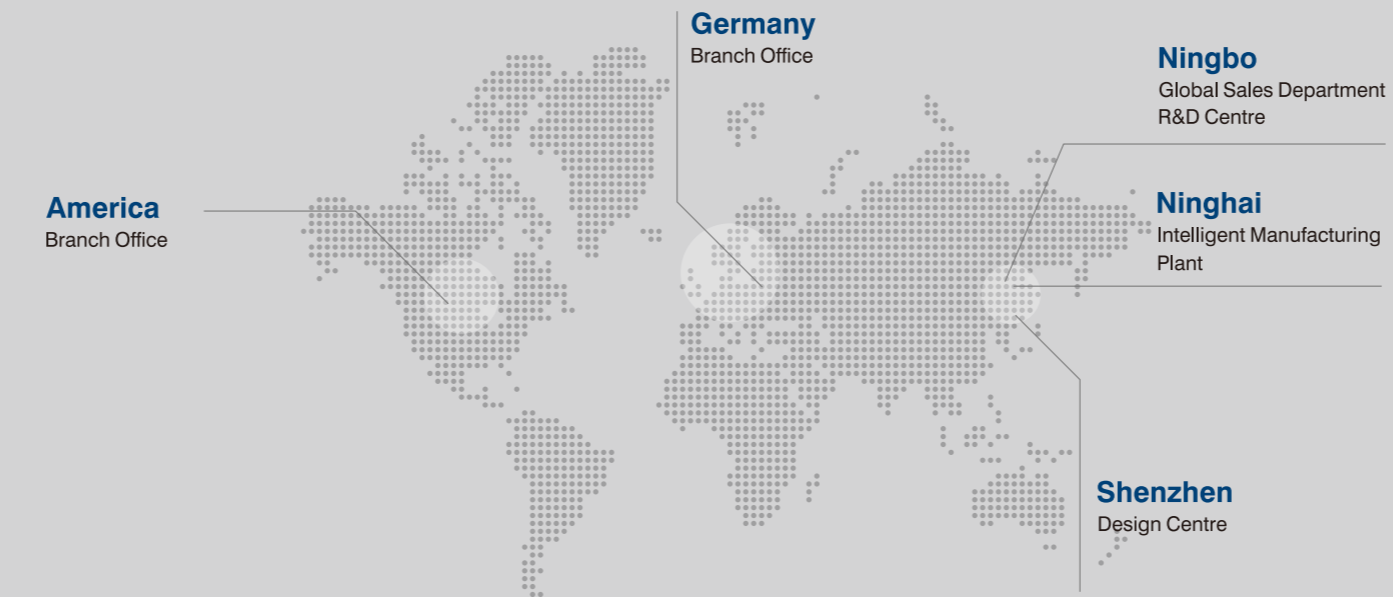 Germany
Branch Office
Ningbo
Global Sales Department
R&D Centre
America
Branch Office
Ninghai
Intelligent Manufacturing
Plant
Shenzhen
Design Centre